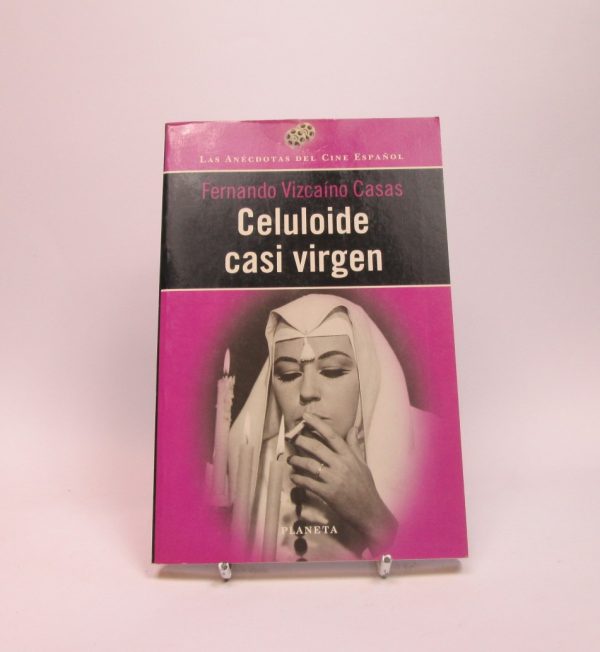 Las Anécdotas del Cine Español
Fernando Vizcaíno Casas
Celuloide
casi virgen
PLANETA